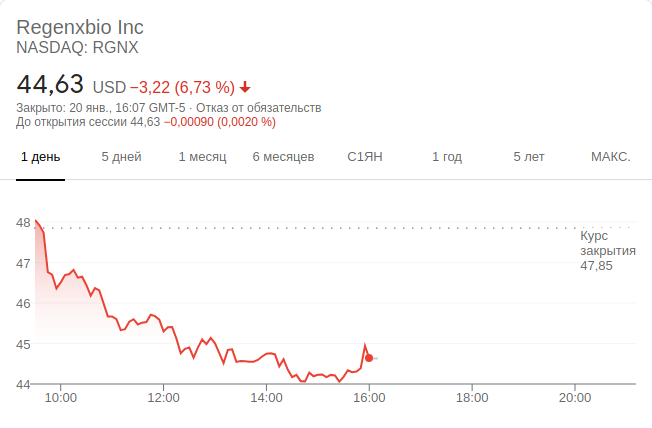 Regenxbio Inc
NASDAQ: RGNX
44,63 USD −3,22 (6,73 %)
Закрыто: 20 янв., 16:07 GMT-5 · Отказ от обязательств
До открытия сессии 44,63 −0,00090 (0,0020 %)
1 день 5 дней 1 месяц 6 месяцев С1ЯН 1 год 5 лет МАКС.
48
Курс
закрытия
47,85
47
46
45
44
10:00 12:00 14:00 16:00 18:00 20:00